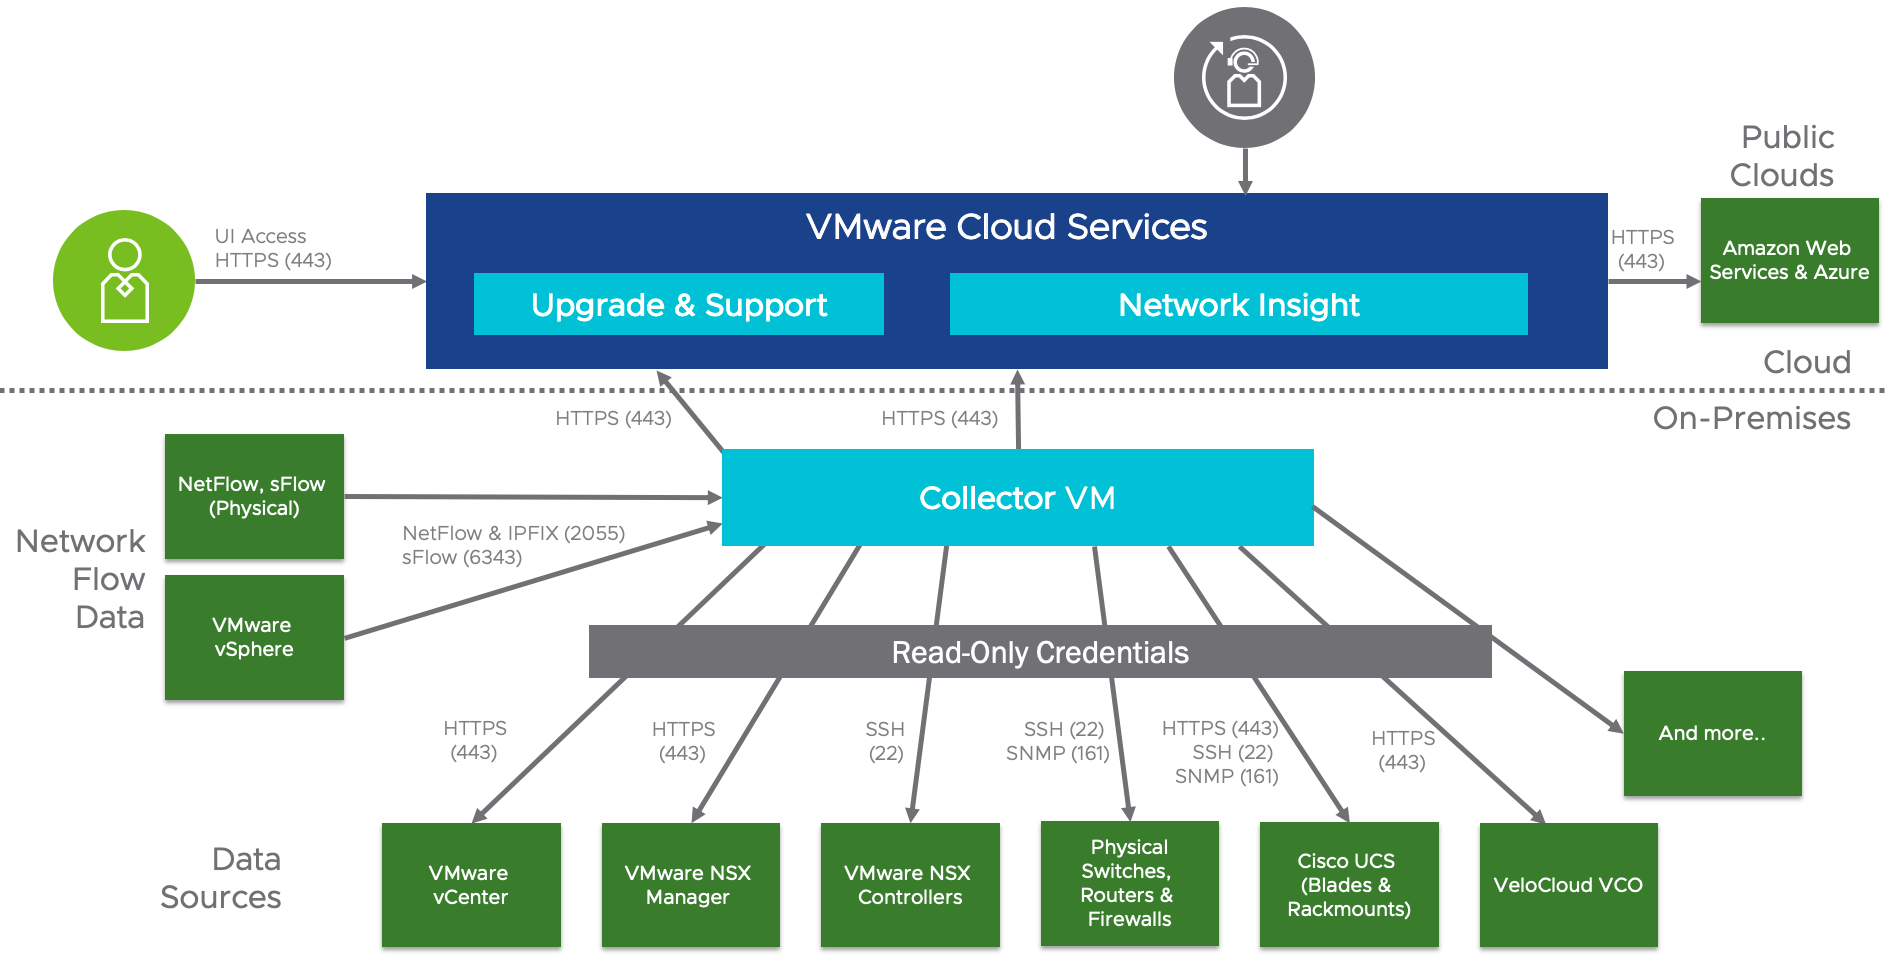 Public
Clouds
UI Access
HTTPS (443)
VMware Cloud Services
Upgrade & Support
Network Insight
HTTPS
(443)
Amazon Web
Services & Azure
Cloud
On-Premises
HTTPS (443)
HTTPS (443)
Network
Flow
Data
NetFlow, sFlow
(Physical)
VMware
vSphere
NetFlow & IPFIX (2055)
sFlow (6343)
Collector VM
Read-Only Credentials
HTTPS
(443)
HTTPS
(443)
SSH
(22)
SSH (22)
SNMP (161)
HTTPS (443)
SSH (22)
SNMP (161)
HTTPS
(443)
And more..
Data
Sources
VMware
vCenter
VMware NSX
Manager
VMware NSX
Controllers
Physical
Switches,
Routers &
Firewalls
Cisco UCS
(Blades &
Rackmounts)
VeloCloud VCO